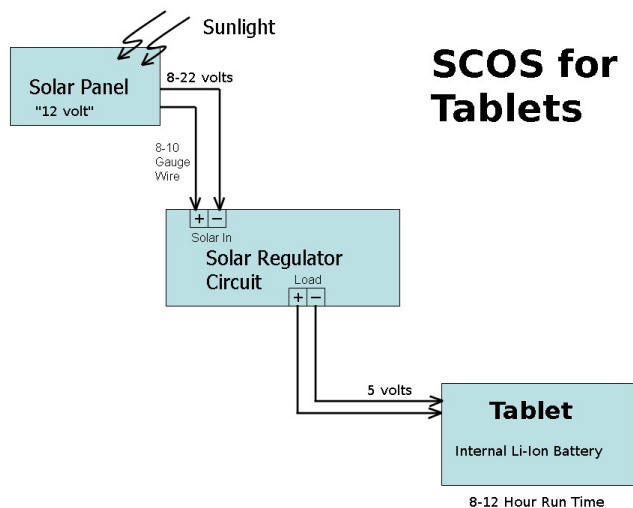 Sunlight
SCOS for
Tablets
Solar Panel
"12 volt"
8-22 volts
8-10
Gauge
Wire
+ −
Solar In
Solar Regulator
Circuit
Load
+ −
5 volts
Tablet
Internal Li-Ion Battery
8-12 Hour Run Time